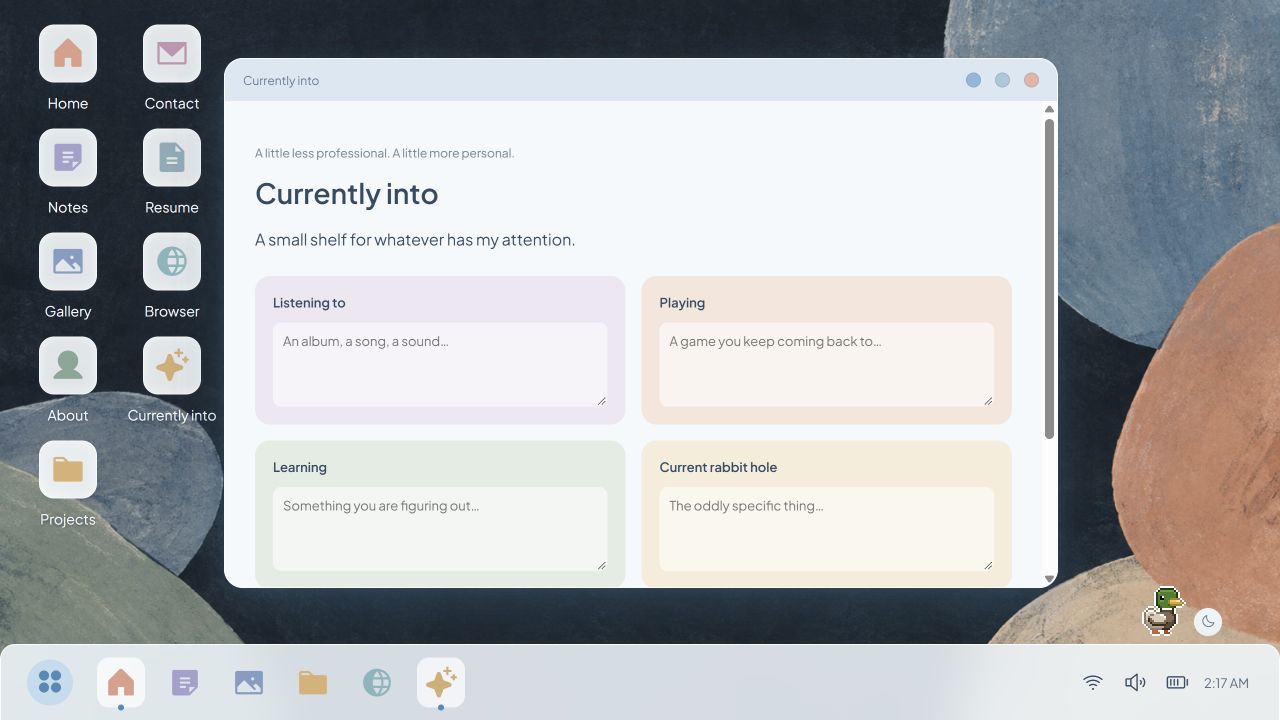 Home
Contact
Notes
Resume
Gallery
Browser
About
Currently into
Projects
Currently into
A little less professional. A little more personal.
Currently into
A small shelf for whatever has my attention.
Listening to
An album, a song, a sound…
Playing
A game you keep coming back to…
Learning
Something you are figuring out…
Current rabbit hole
The oddly specific thing…
2:17 AM